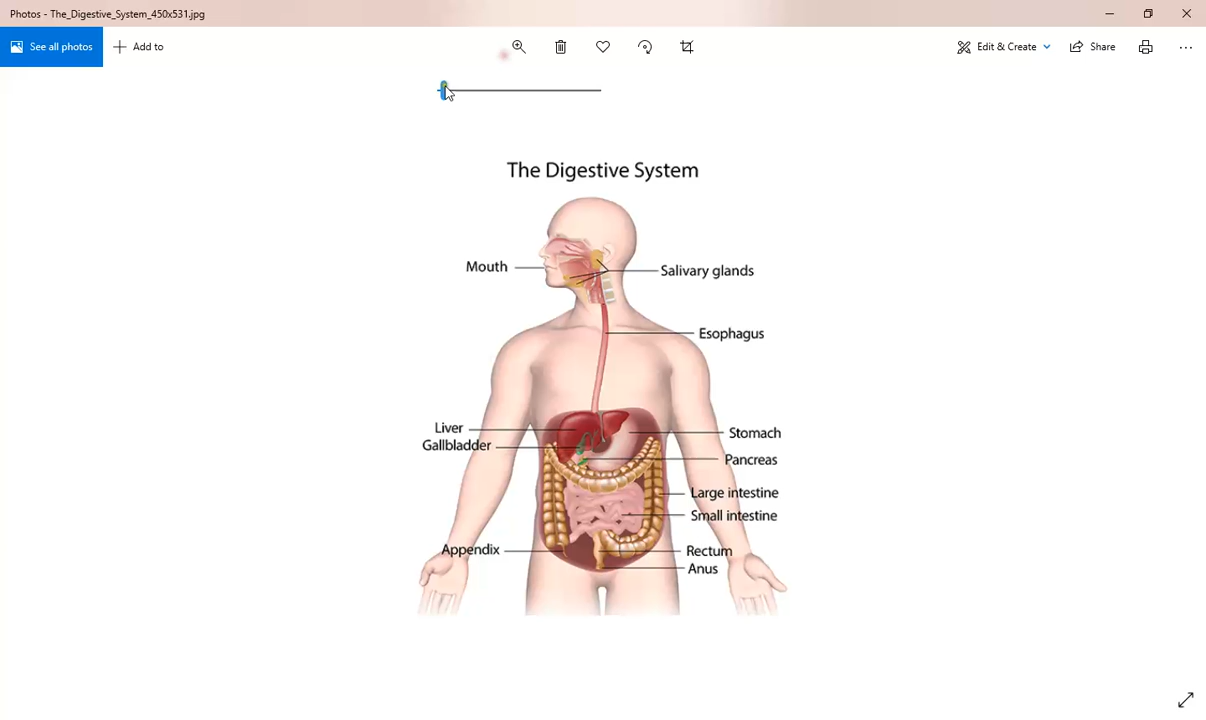 Photos - The_Digestive_System_450x531.jpg
See all photos
Add to
Edit & Create
Share
The Digestive System
Mouth
Salivary glands
Esophagus
Liver
Stomach
Gallbladder
Pancreas
Large intestine
Small intestine
Appendix
Rectum
Anus